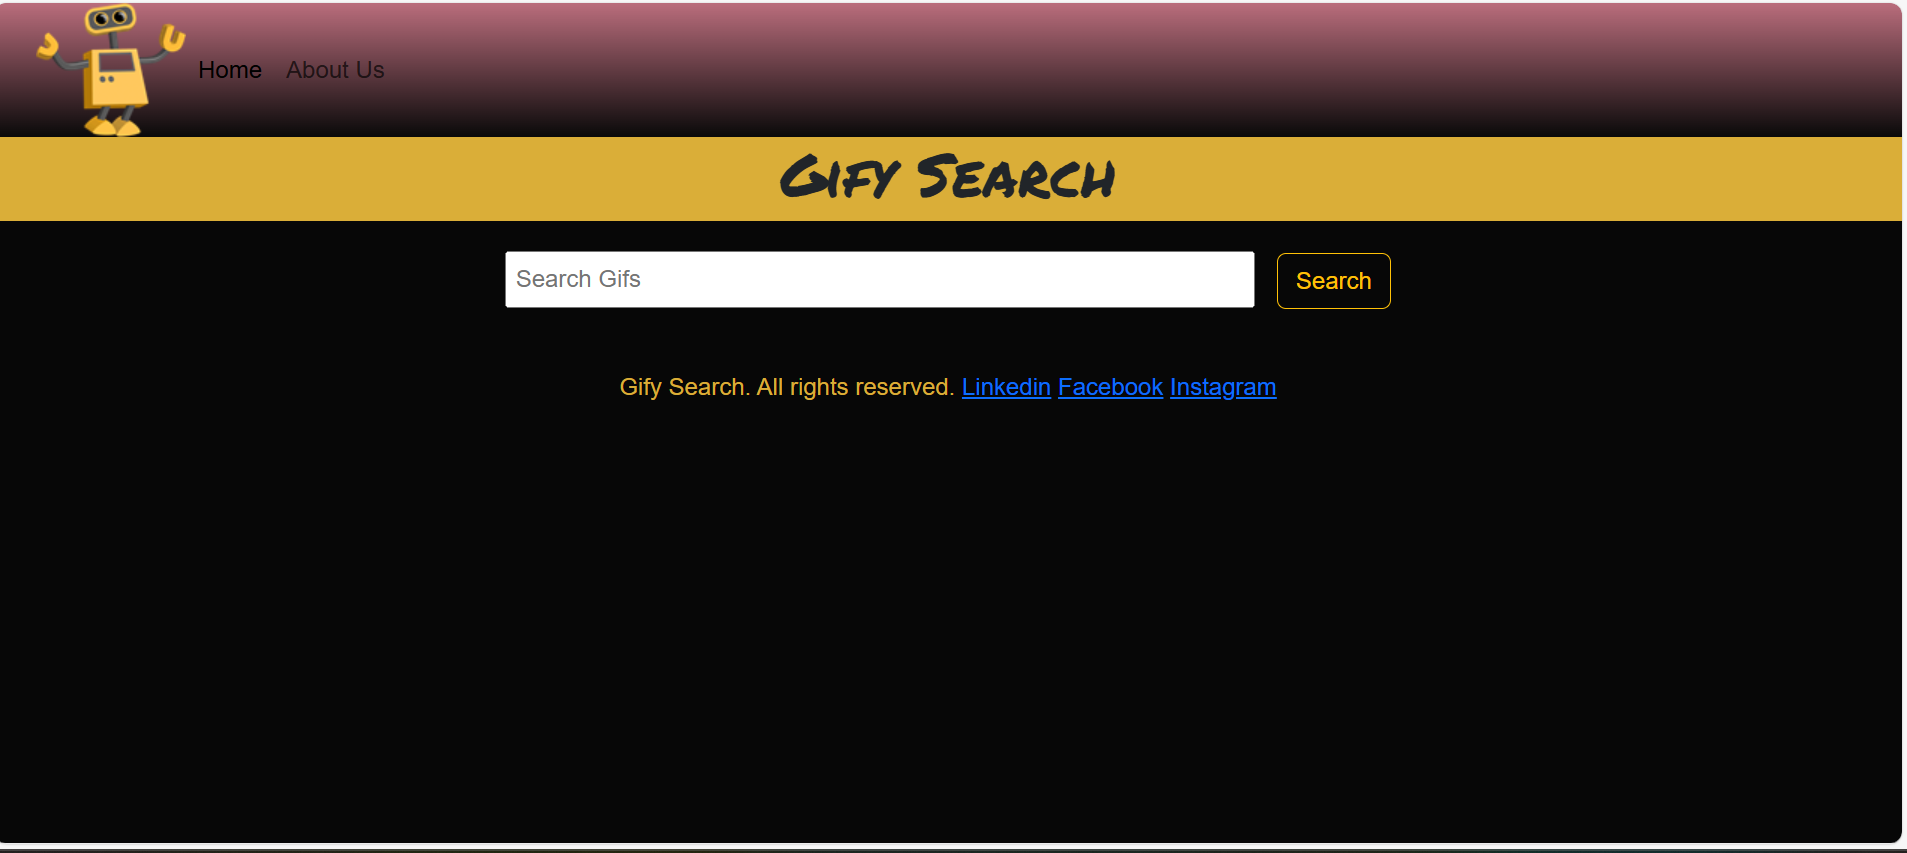 Home About Us
Gify Search
Search Gifs Search
Gify Search. All rights reserved. Linkedin Facebook Instagram